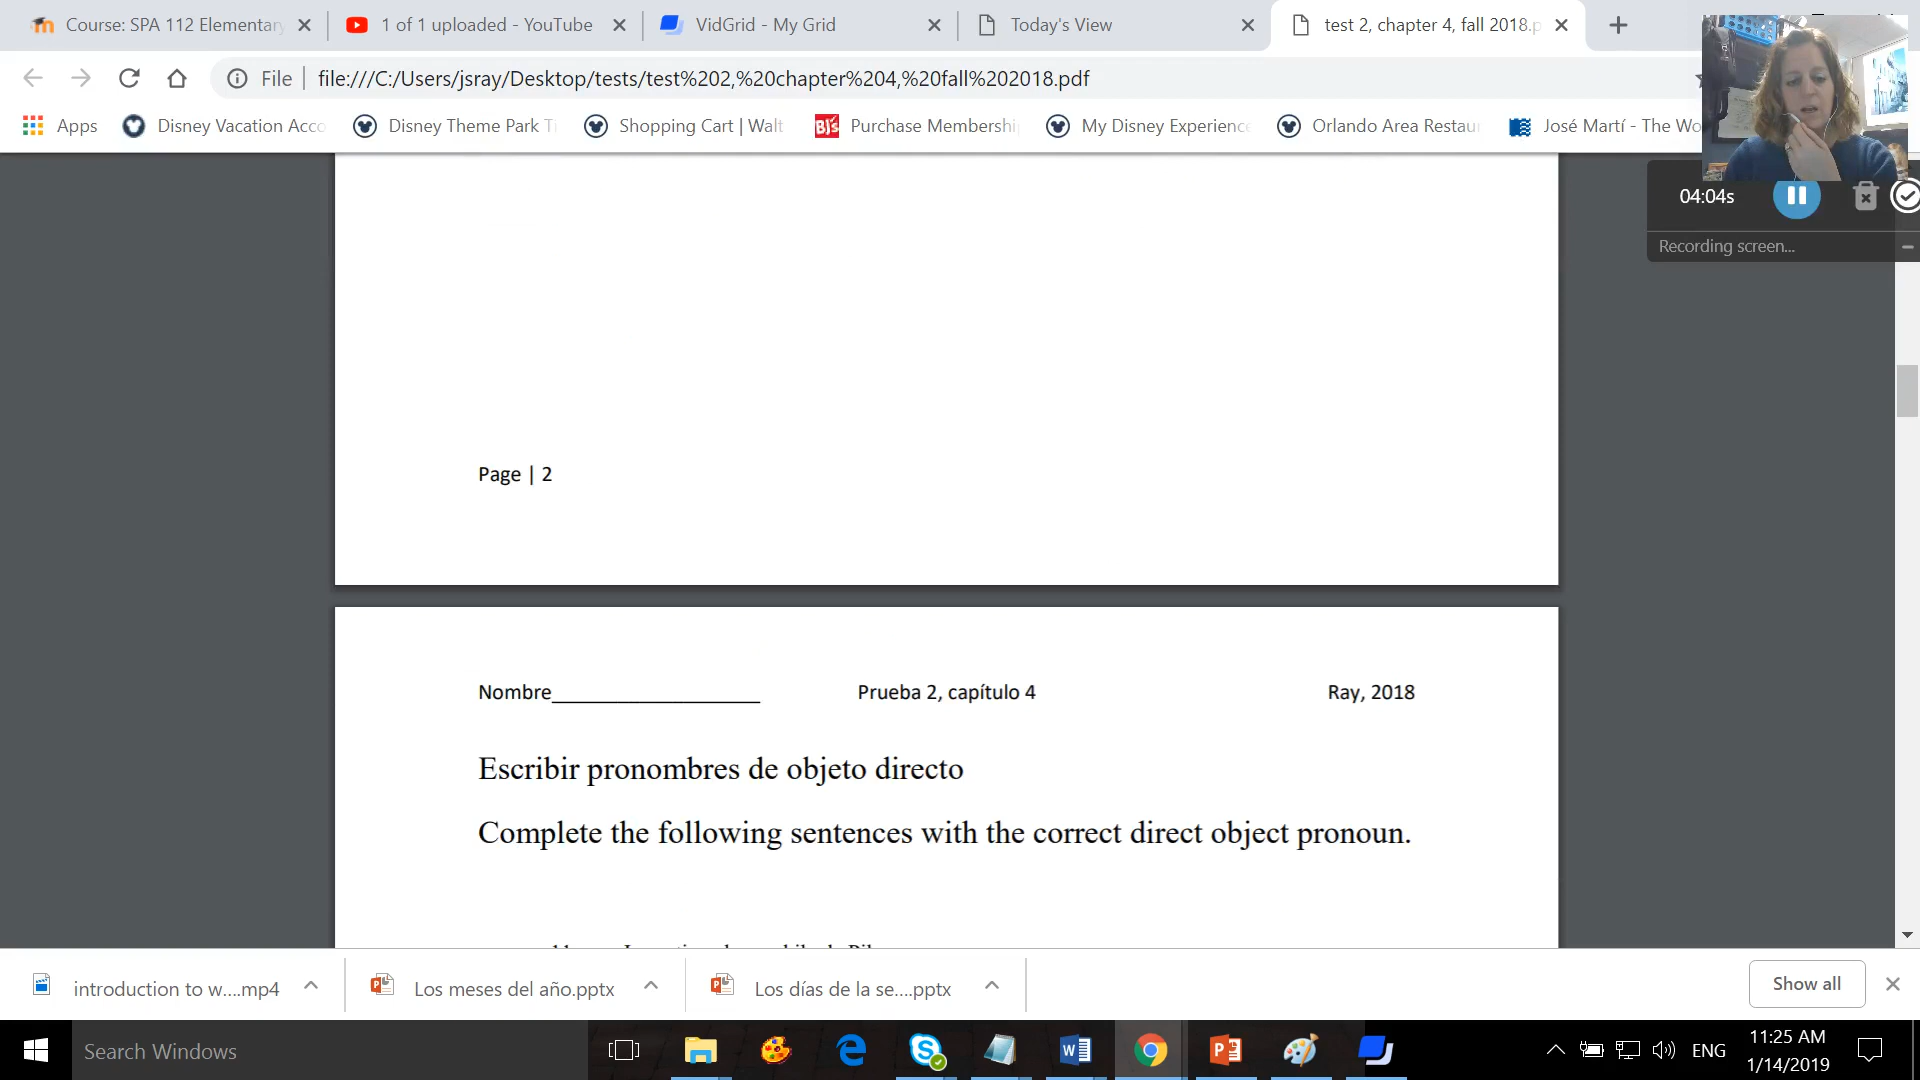 Course: SPA 112 Elementary
1 of 1 uploaded - YouTube
VidGrid - My Grid
Today's View
test 2, chapter 4, fall 2018.p
File
file:///C:/Users/jsray/Desktop/tests/test%202,%20chapter%204,%20fall%202018.pdf
Apps
Disney Vacation Acco
Disney Theme Park Ti
Shopping Cart | Walt
BJ's
Purchase Membershi
My Disney Experience
Orlando Area Restau
José Martí - The Wo
04:04s
Recording screen...
Page | 2
Nombre___________________ Prueba 2, capítulo 4 Ray, 2018
Escribir pronombres de objeto directo
Complete the following sentences with the correct direct object pronoun.
introduction to w....mp4
Los meses del año.pptx
Los días de la se....pptx
Show all
Search Windows
ENG
11:25 AM
1/14/2019